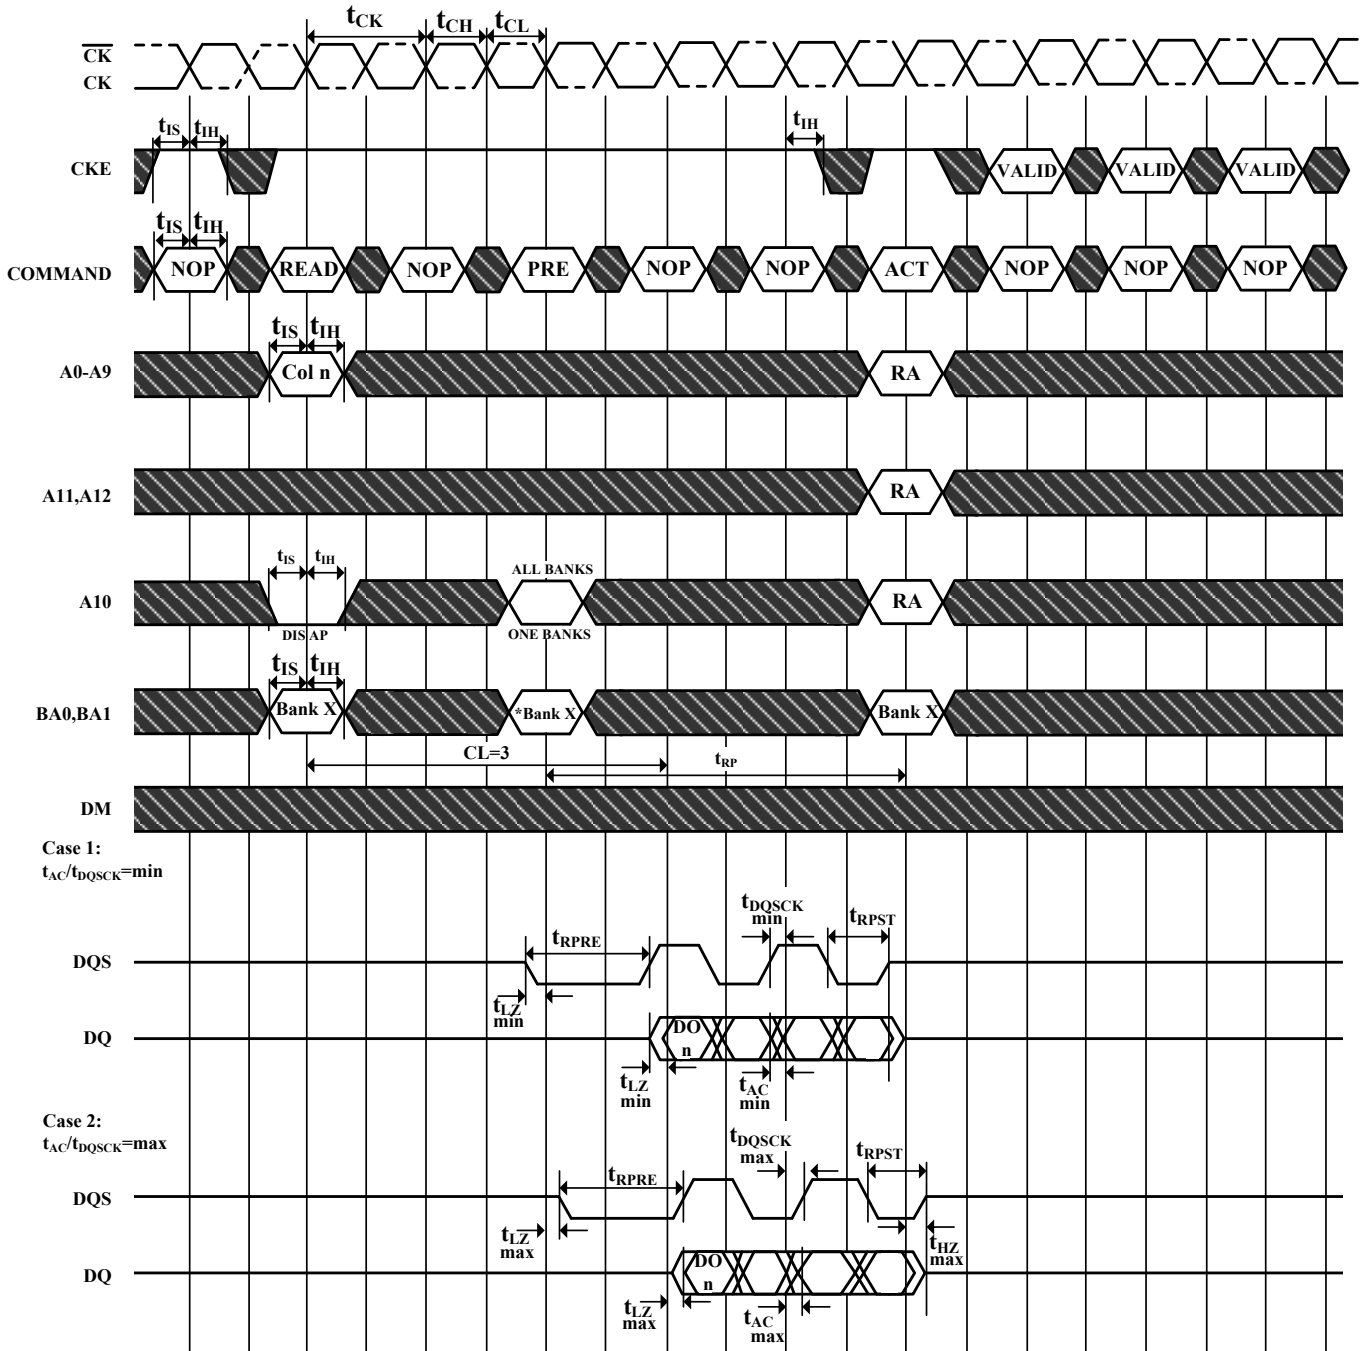 tCK tCH tCL
CK
CK
tIS tIH tIH
CKE VALID VALID VALID
tIS tIH
COMMAND NOP READ NOP PRE NOP NOP ACT NOP NOP NOP
tIS tIH
A0-A9 Col n RA
A11,A12 RA
tIS tIH ALL BANKS
A10 RA
DIS AP ONE BANKS
tIS tIH
BA0,BA1 Bank X *Bank X Bank X
CL=3 tRP
DM
Case 1:
tAC/tDQSCK=min
tDQSCK
min
tRPRE tRPST
DQS
tLZ
min
DQ DO
n
tLZ
min
tAC
min
Case 2:
tAC/tDQSCK=max
tDQSCK
max
tRPRE tRPST
DQS
tLZ
max
tHZ
max
DQ DO
n
tLZ
max
tAC
max